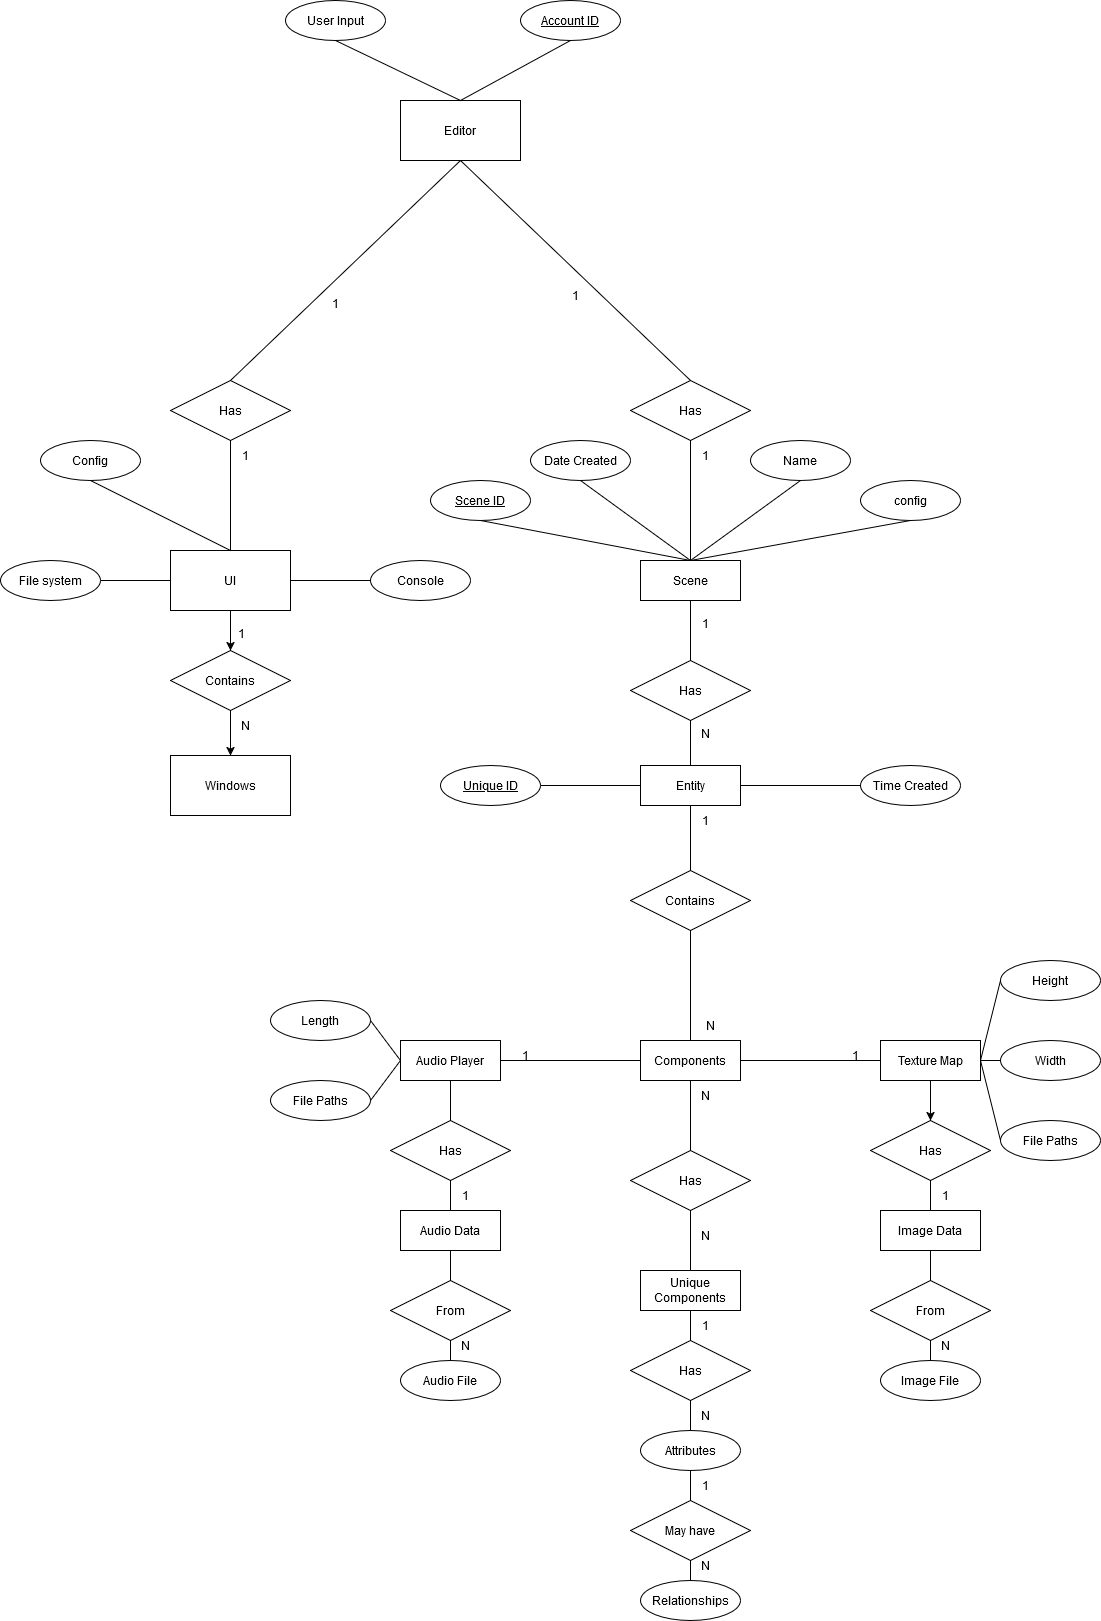 User Input
Account ID
Editor
1
1
Has
Has
1
1
Config
Date Created
Name
Scene ID
config
File system
UI
Console
Scene
1
1
Contains
Has
N
N
Windows
Unique ID
Entity
Time Created
1
Contains
Height
Length
N
Audio Player
1
Components
1
Texture Map
Width
File Paths
N
File Paths
Has
Has
Has
1
1
Audio Data
N
Image Data
Unique
Components
From
From
1
N
N
Has
Audio File
Image File
N
Attributes
1
May have
N
Relationships